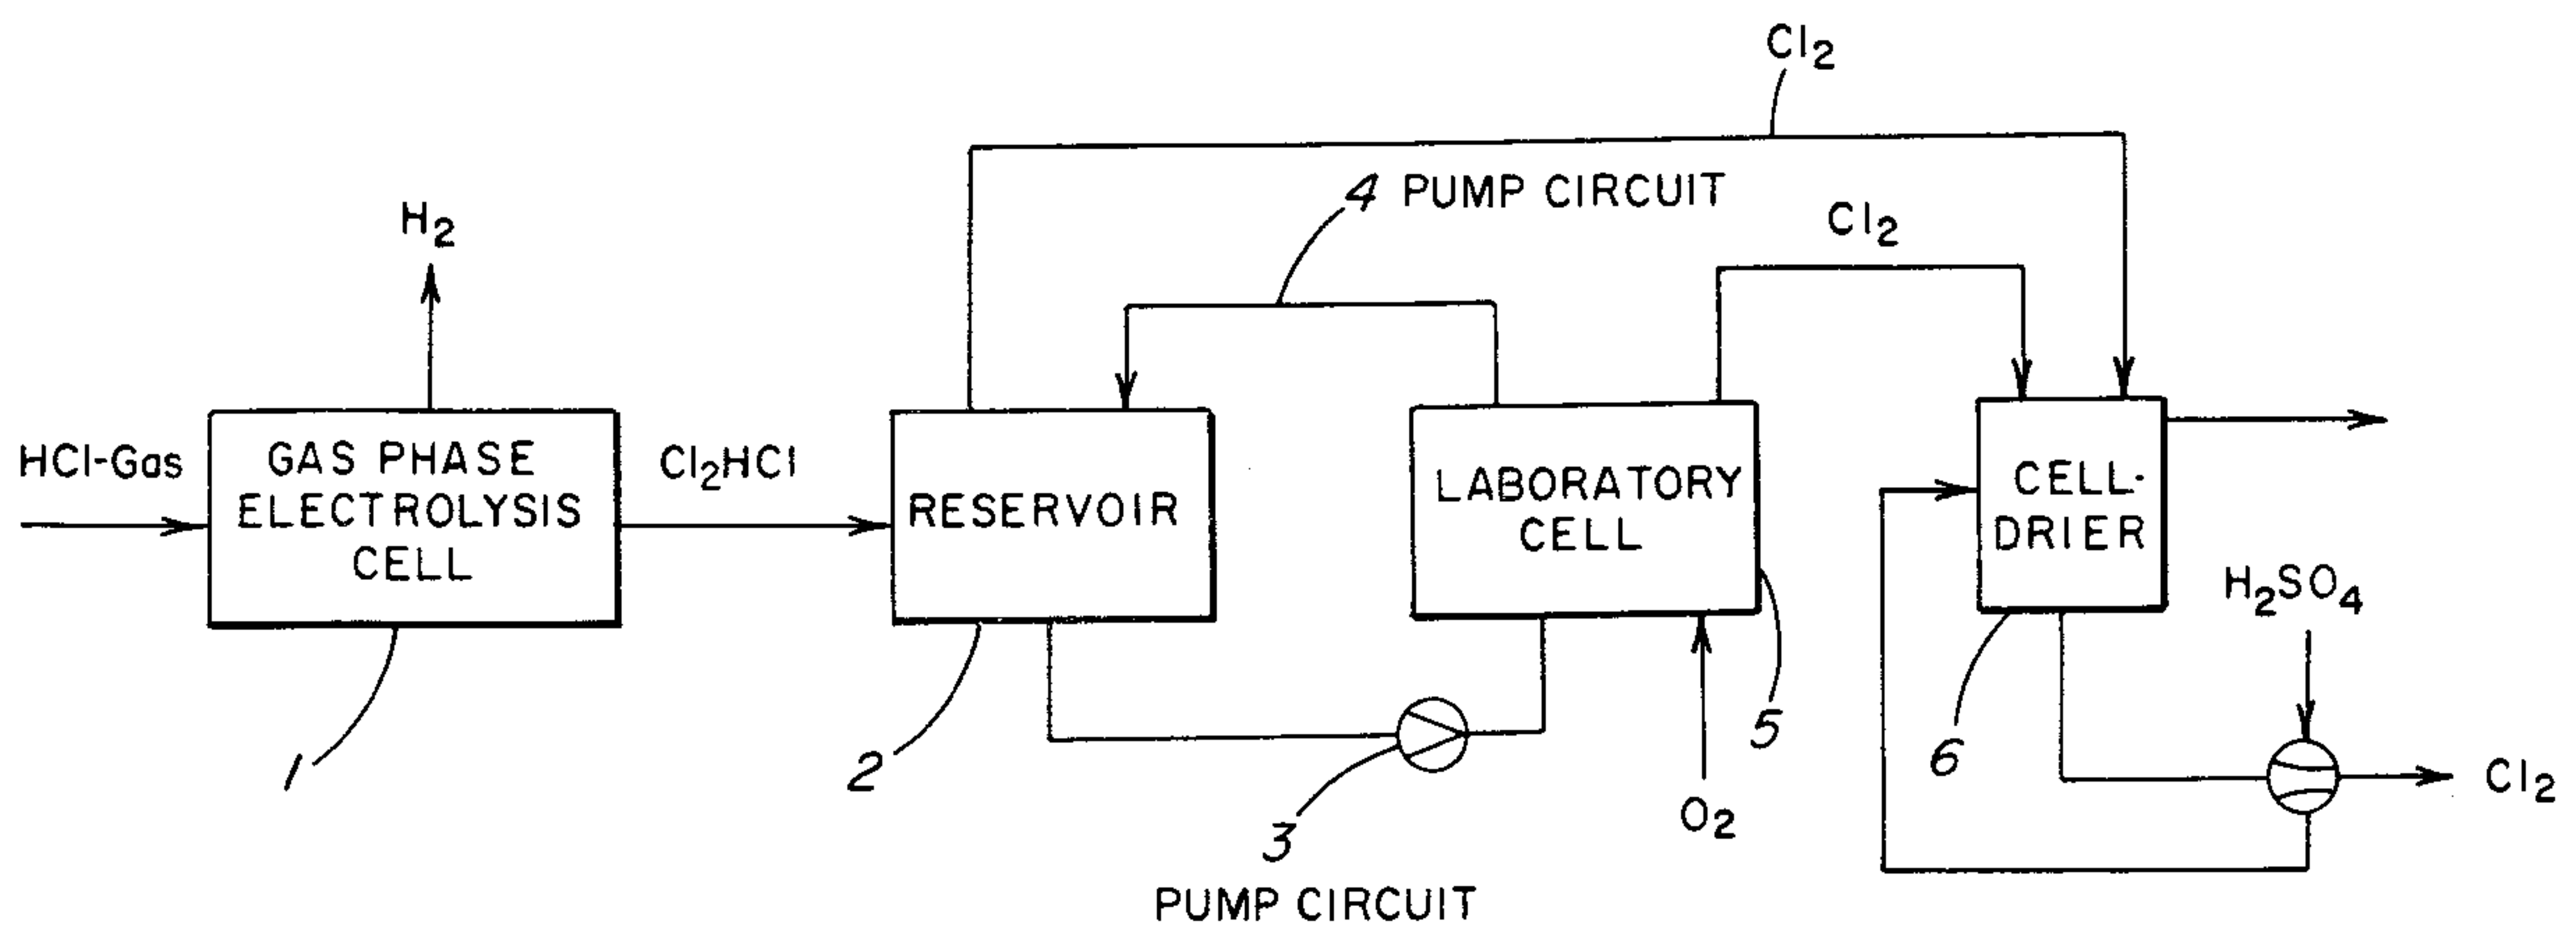 Cl2
4 PUMP CIRCUIT
Cl2
H2
HCl-Gas
GAS PHASE
ELECTROLYSIS
CELL
Cl2HCl
RESERVOIR
LABORATORY
CELL
CELL-
DRIER
H2SO4
1
2
3
PUMP CIRCUIT
5
O2
6
Cl2